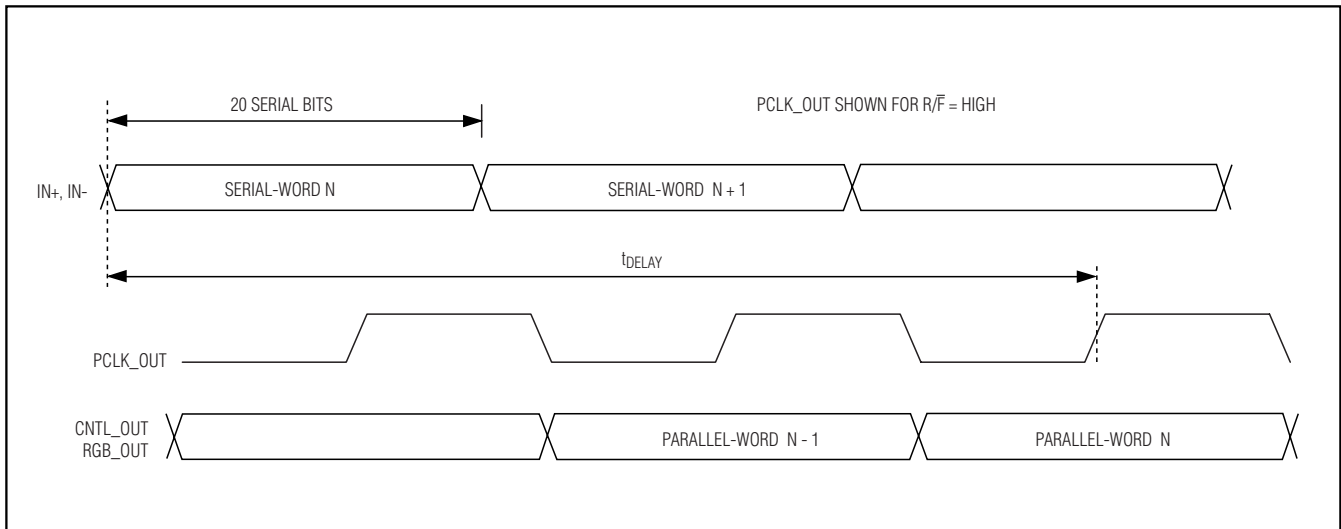 20 SERIAL BITS
PCLK_OUT SHOWN FOR R/F̅ = HIGH
IN+, IN-
SERIAL-WORD N
SERIAL-WORD N + 1
tDELAY
PCLK_OUT
CNTL_OUT
RGB_OUT
PARALLEL-WORD N - 1
PARALLEL-WORD N